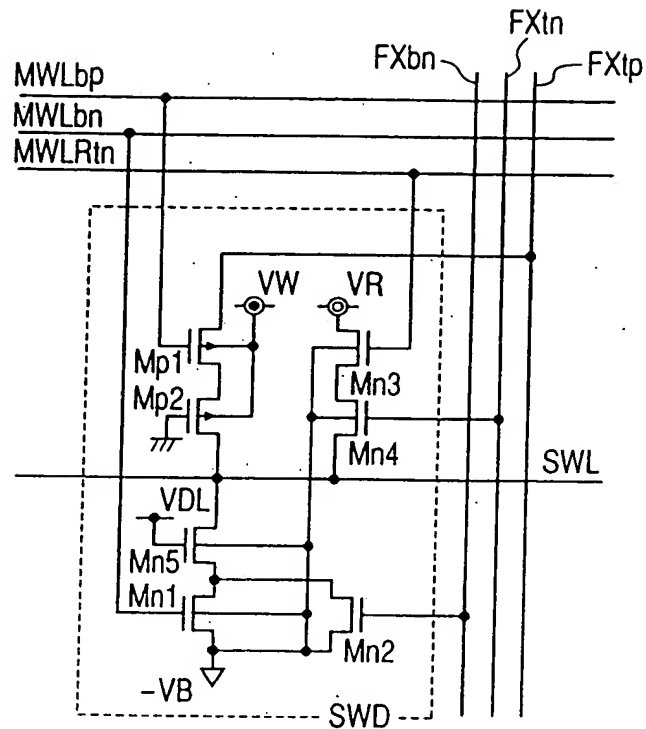 FXtn
FXbn
FXtp
MWLbp
MWLbn
MWLRtn
VW
VR
Mp1
Mn3
Mp2
Mn4
SWL
VDL
Mn5
Mn1
Mn2
-VB
SWD